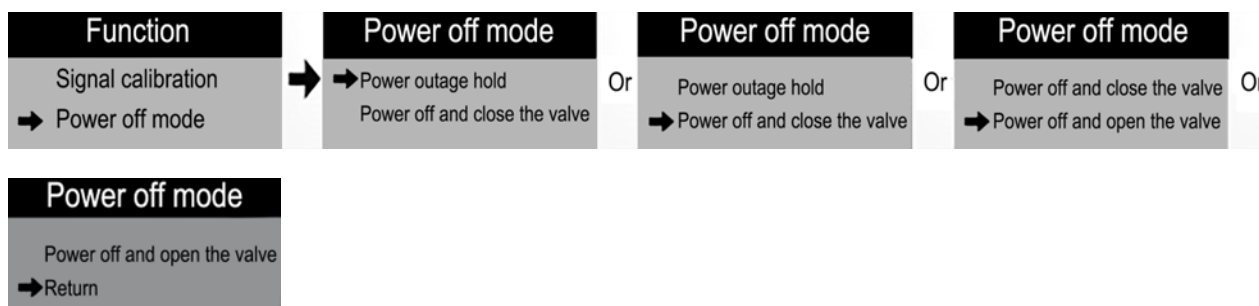 Function
Signal calibration
Power off mode
Power off mode
Power outage hold
Power off and close the valve
Or
Power off mode
Power outage hold
Power off and close the valve
Or
Power off mode
Power off and close the valve
Power off and open the valve
Or
Power off mode
Power off and open the valve
Return